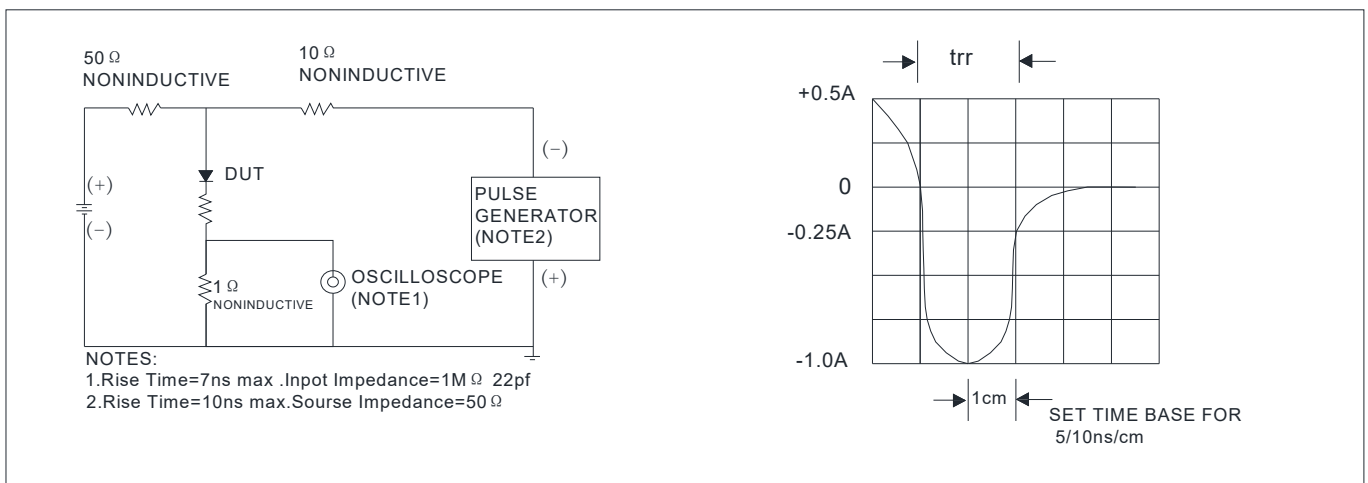 50 Ω
NONINDUCTIVE
10 Ω
NONINDUCTIVE
(+)
(−)
DUT
1 Ω
NONINDUCTIVE
OSCILLOSCOPE
(NOTE1)
(−)
PULSE
GENERATOR
(NOTE2)
(+)
NOTES:
1.Rise Time=7ns max .Inpot Impedance=1M Ω 22pf
2.Rise Time=10ns max.Sourse Impedance=50 Ω
trr
+0.5A
0
-0.25A
-1.0A
1cm
SET TIME BASE FOR
5/10ns/cm